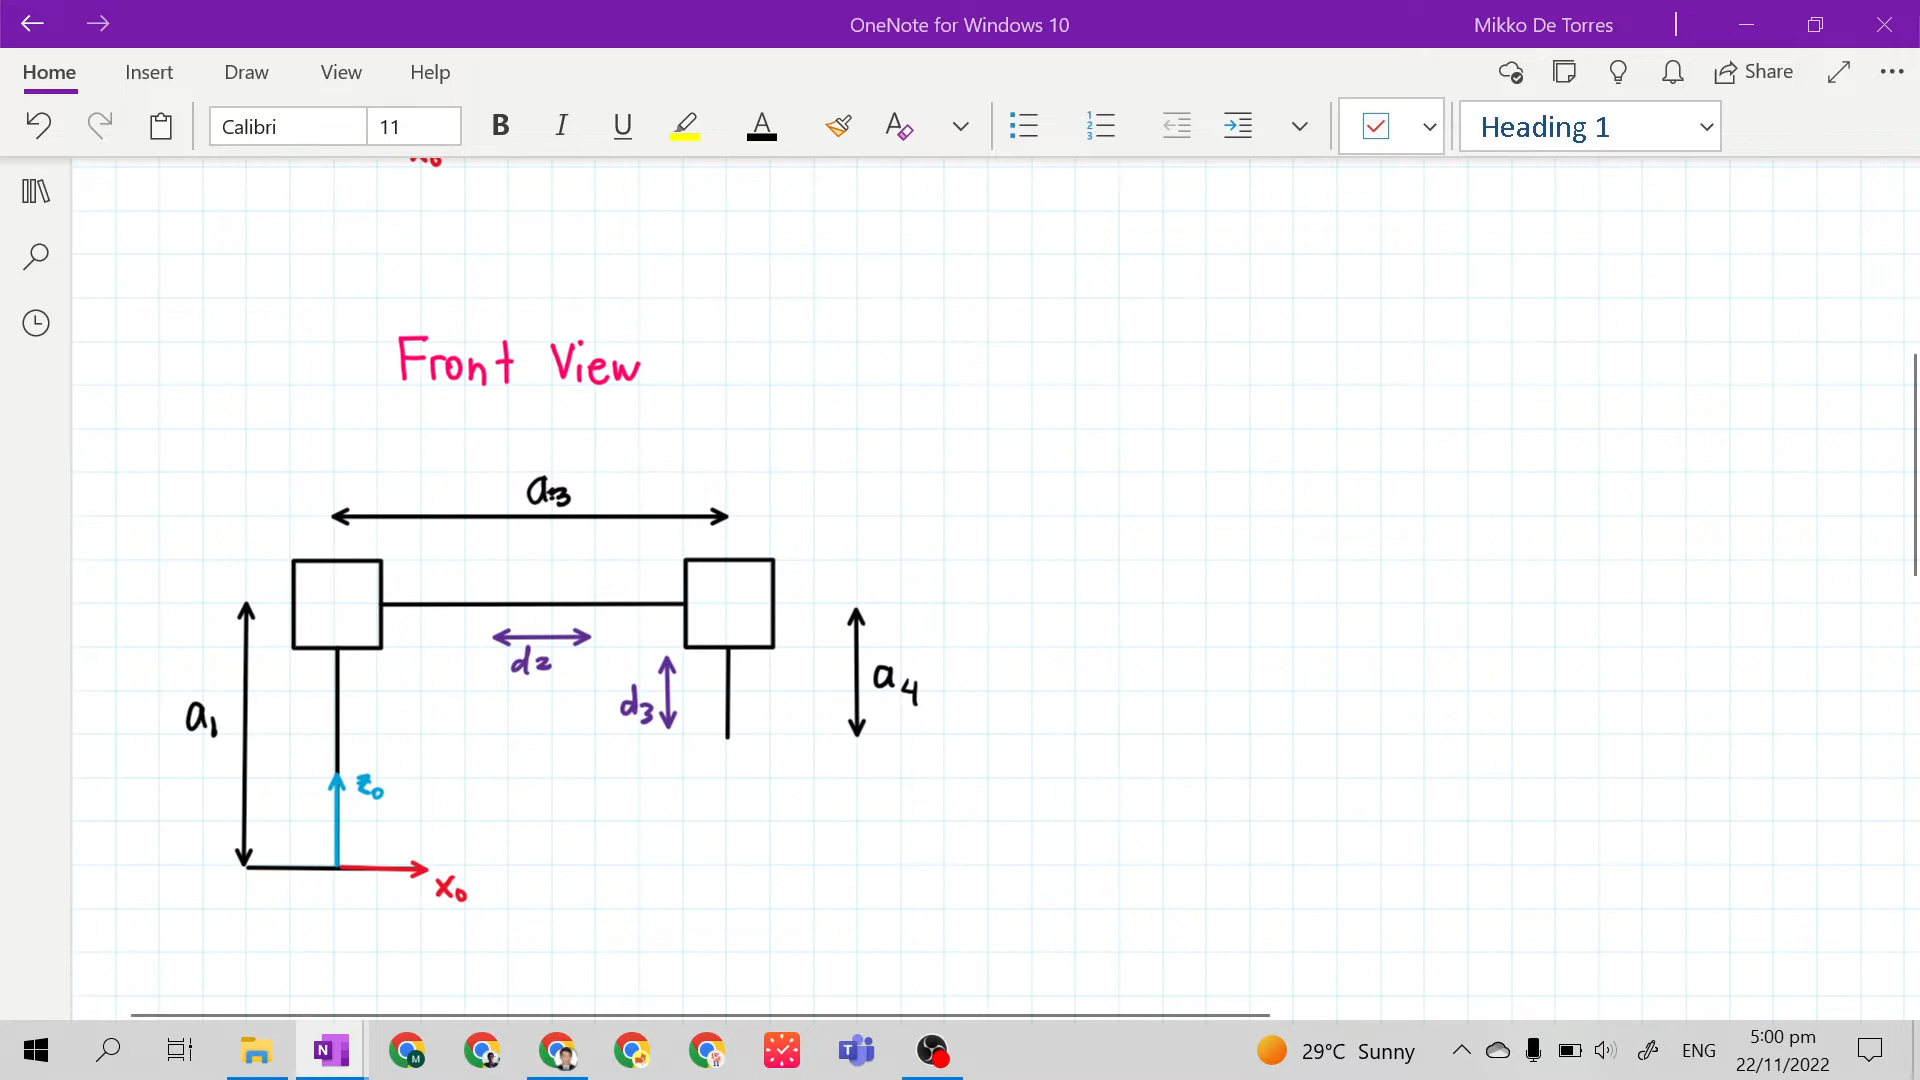 OneNote for Windows 10
Mikko De Torres
Home Insert Draw View Help
Share
Calibri 11 B I U A A Heading 1
x₀
Front View
a₃
d₂
d₃
a₄
a₁
z₀
x₀
29°C Sunny
ENG
5:00 pm
22/11/2022